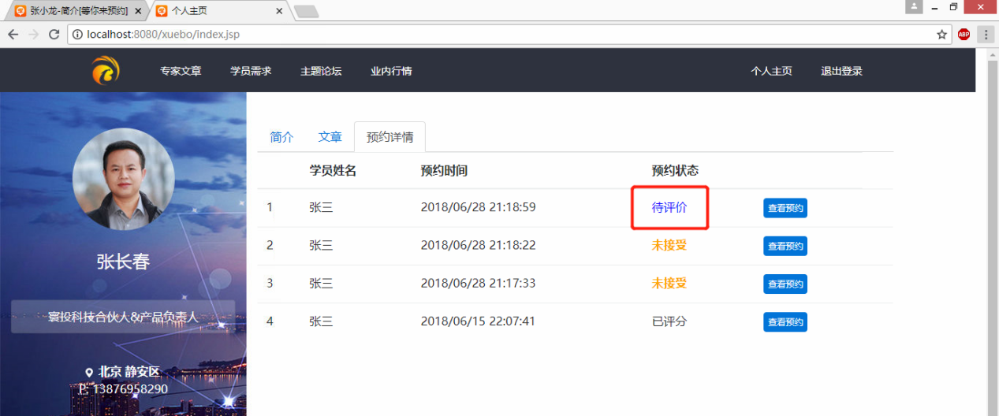 张小龙-简介[等你来预约]
个人主页
localhost:8080/xuebo/index.jsp
ABP
专家文章 学员需求 主题论坛 业内行情 个人主页 退出登录
简介 文章 预约详情
学员姓名 预约时间 预约状态
1 张三 2018/06/28 21:18:59 待评价 查看预约
2 张三 2018/06/28 21:18:22 未接受 查看预约
3 张三 2018/06/28 21:17:33 未接受 查看预约
4 张三 2018/06/15 22:07:41 已评分 查看预约
张长春
寰投科技合伙人&产品负责人
北京 静安区
P: 13876958290